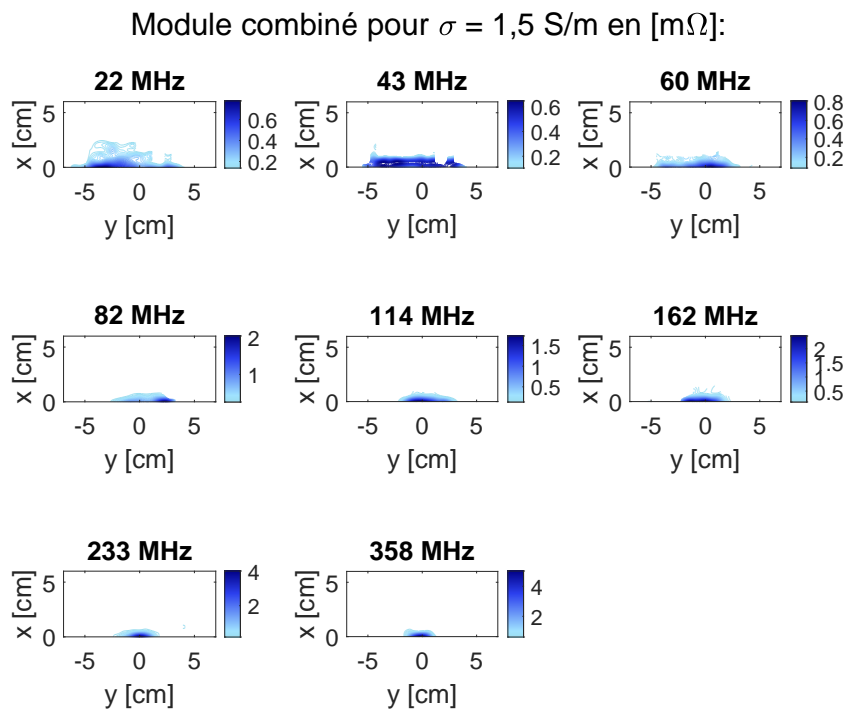 Module combiné pour σ = 1,5 S/m en [mΩ]:
22 MHz
x [cm]
5
0
-5 0 5
y [cm]
0.6
0.4
0.2
43 MHz
x [cm]
5
0
-5 0 5
y [cm]
0.6
0.4
0.2
60 MHz
x [cm]
5
0
-5 0 5
y [cm]
0.8
0.6
0.4
0.2
82 MHz
x [cm]
5
0
-5 0 5
y [cm]
2
1
114 MHz
x [cm]
5
0
-5 0 5
y [cm]
1.5
1
0.5
162 MHz
x [cm]
5
0
-5 0 5
y [cm]
2
1.5
1
0.5
233 MHz
x [cm]
5
0
-5 0 5
y [cm]
4
2
358 MHz
x [cm]
5
0
-5 0 5
y [cm]
4
2